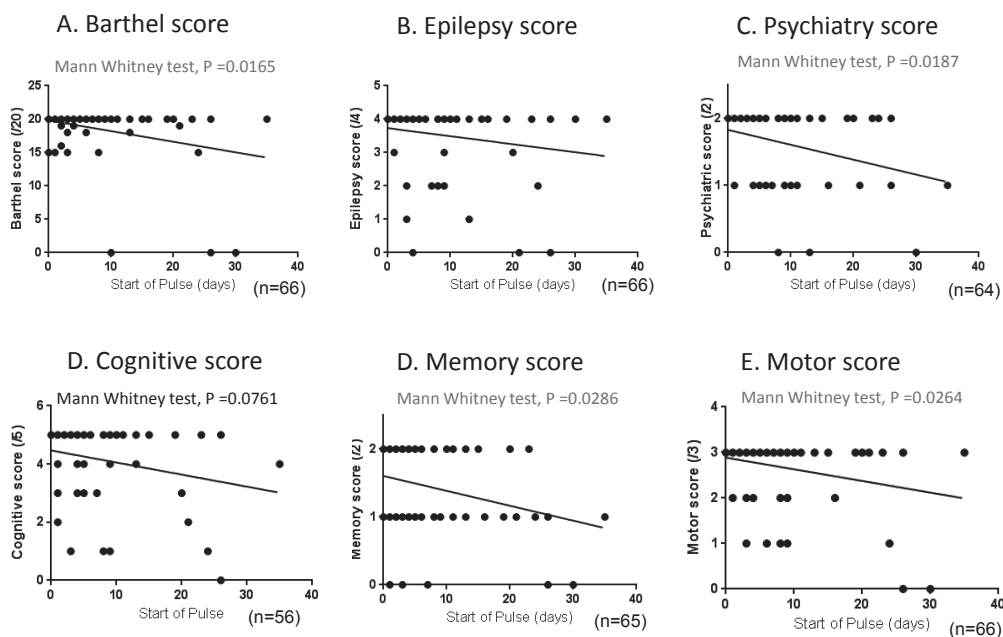 A. Barthel score
B. Epilepsy score
C. Psychiatry score
Mann Whitney test, P =0.0165
Mann Whitney test, P =0.0187
Barthel score (/20)
25
20
15
10
5
0
0
10
20
30
40
Start of Pulse (days)
(n=66)
Epilepsy score (/4)
5
4
3
2
1
0
0
10
20
30
40
Start of Pulse (days)
(n=66)
Psychiatric score (/2)
3
2
1
0
0
10
20
30
40
Start of Pulse (days)
(n=64)
D. Cognitive score
D. Memory score
E. Motor score
Mann Whitney test, P =0.0761
Mann Whitney test, P =0.0286
Mann Whitney test, P =0.0264
Cognitive score (/5)
6
4
2
0
0
10
20
30
40
Start of Pulse
(n=56)
Memory score (/2)
3
2
1
0
0
10
20
30
40
Start of Pulse (days)
(n=65)
Motor score (/3)
4
3
2
1
0
0
10
20
30
40
Start of Pulse (days)
(n=66)